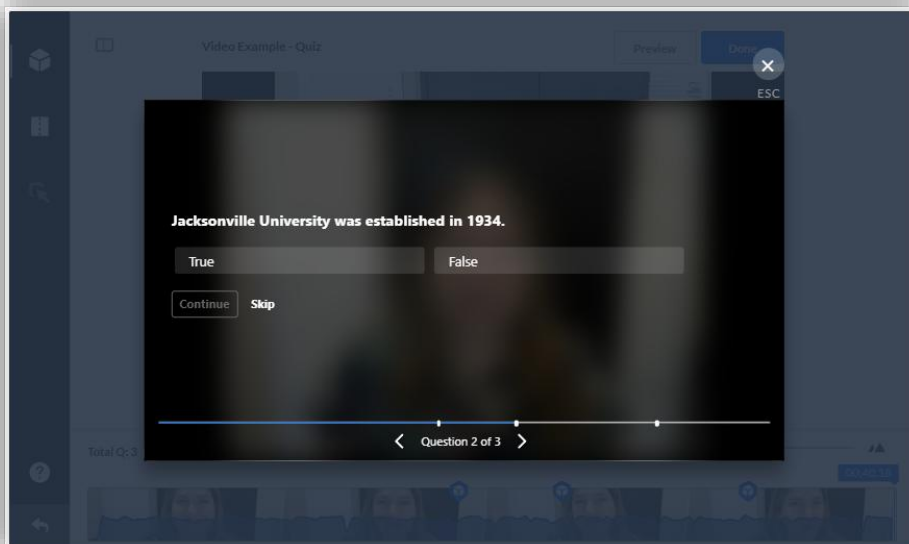 Video Example - Quiz
Preview
Done
ESC
Jacksonville University was established in 1934.
True
False
Continue
Skip
Question 2 of 3
Total Q: 3